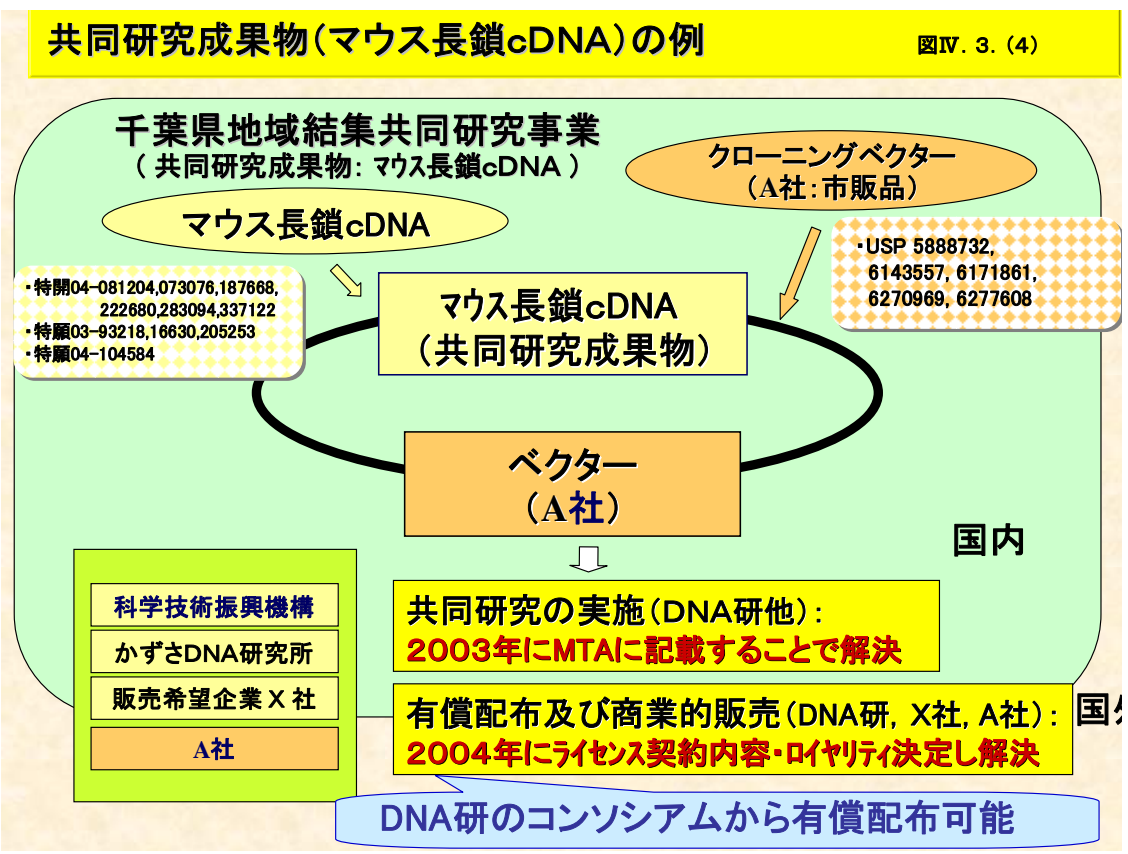 共同研究成果物(マウス長鎖cDNA)の例
図Ⅳ.3.(4)
千葉県地域結集共同研究事業
(共同研究成果物:マウス長鎖cDNA)
クローニングベクター
(A社:市販品)
マウス長鎖cDNA
・USP 5888732,
6143557, 6171861,
6270969, 6277608
・特開04-081204,073076,187668,
222680,283094,337122
・特願03-93218,16630,205253
・特願04-104584
マウス長鎖cDNA
(共同研究成果物)
ベクター
(A社)
国内
科学技術振興機構
かずさDNA研究所
販売希望企業X社
A社
共同研究の実施(DNA研他):
2003年にMTAに記載することで解決
有償配布及び商業的販売(DNA研, X社, A社):
2004年にライセンス契約内容・ロイヤリティ決定し解決
国
DNA研のコンソシアムから有償配布可能